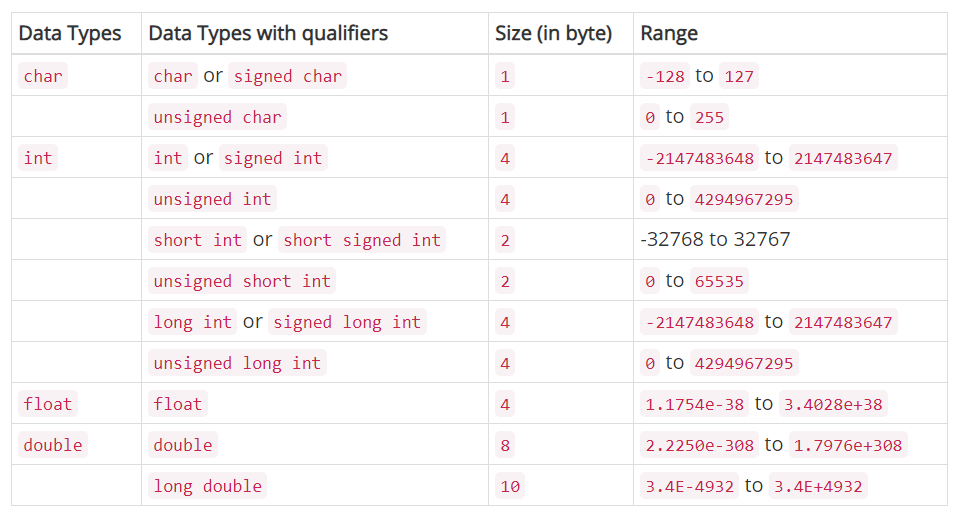 Data Types Data Types with qualifiers Size (in byte) Range
char char or signed char 1 -128 to 127
unsigned char 1 0 to 255
int int or signed int 4 -2147483648 to 2147483647
unsigned int 4 0 to 4294967295
short int or short signed int 2 -32768 to 32767
unsigned short int 2 0 to 65535
long int or signed long int 4 -2147483648 to 2147483647
unsigned long int 4 0 to 4294967295
float float 4 1.1754e-38 to 3.4028e+38
double double 8 2.2250e-308 to 1.7976e+308
long double 10 3.4E-4932 to 3.4E+4932